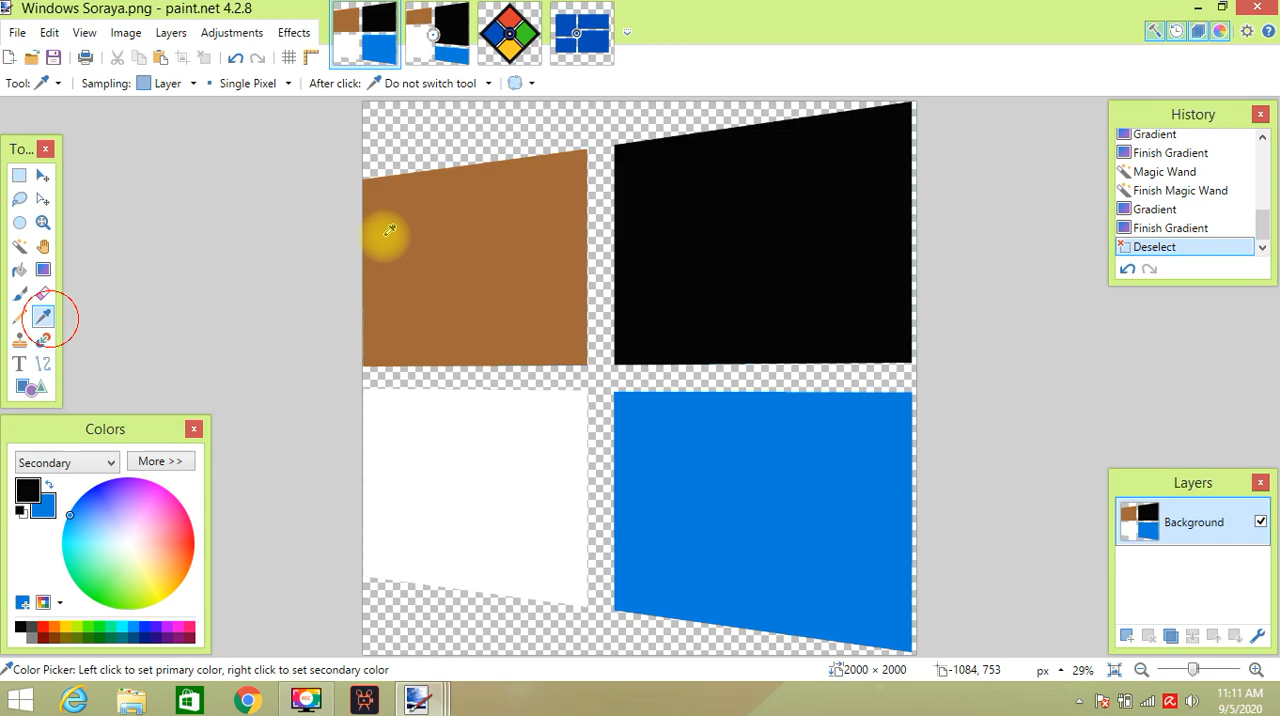 Windows Soraya.png - paint.net 4.2.8
File Edit View Image Layers Adjustments Effects
Tool: Sampling: Layer Single Pixel After click: Do not switch tool
To...
T
History
Gradient
Finish Gradient
Magic Wand
Finish Magic Wand
Gradient
Finish Gradient
Deselect
Colors
Secondary More >>
Layers
Background
Color Picker: Left click to set primary color, right click to set secondary color 2000 × 2000 -1084, 753 px 29%
REC
11:11 AM
9/5/2020